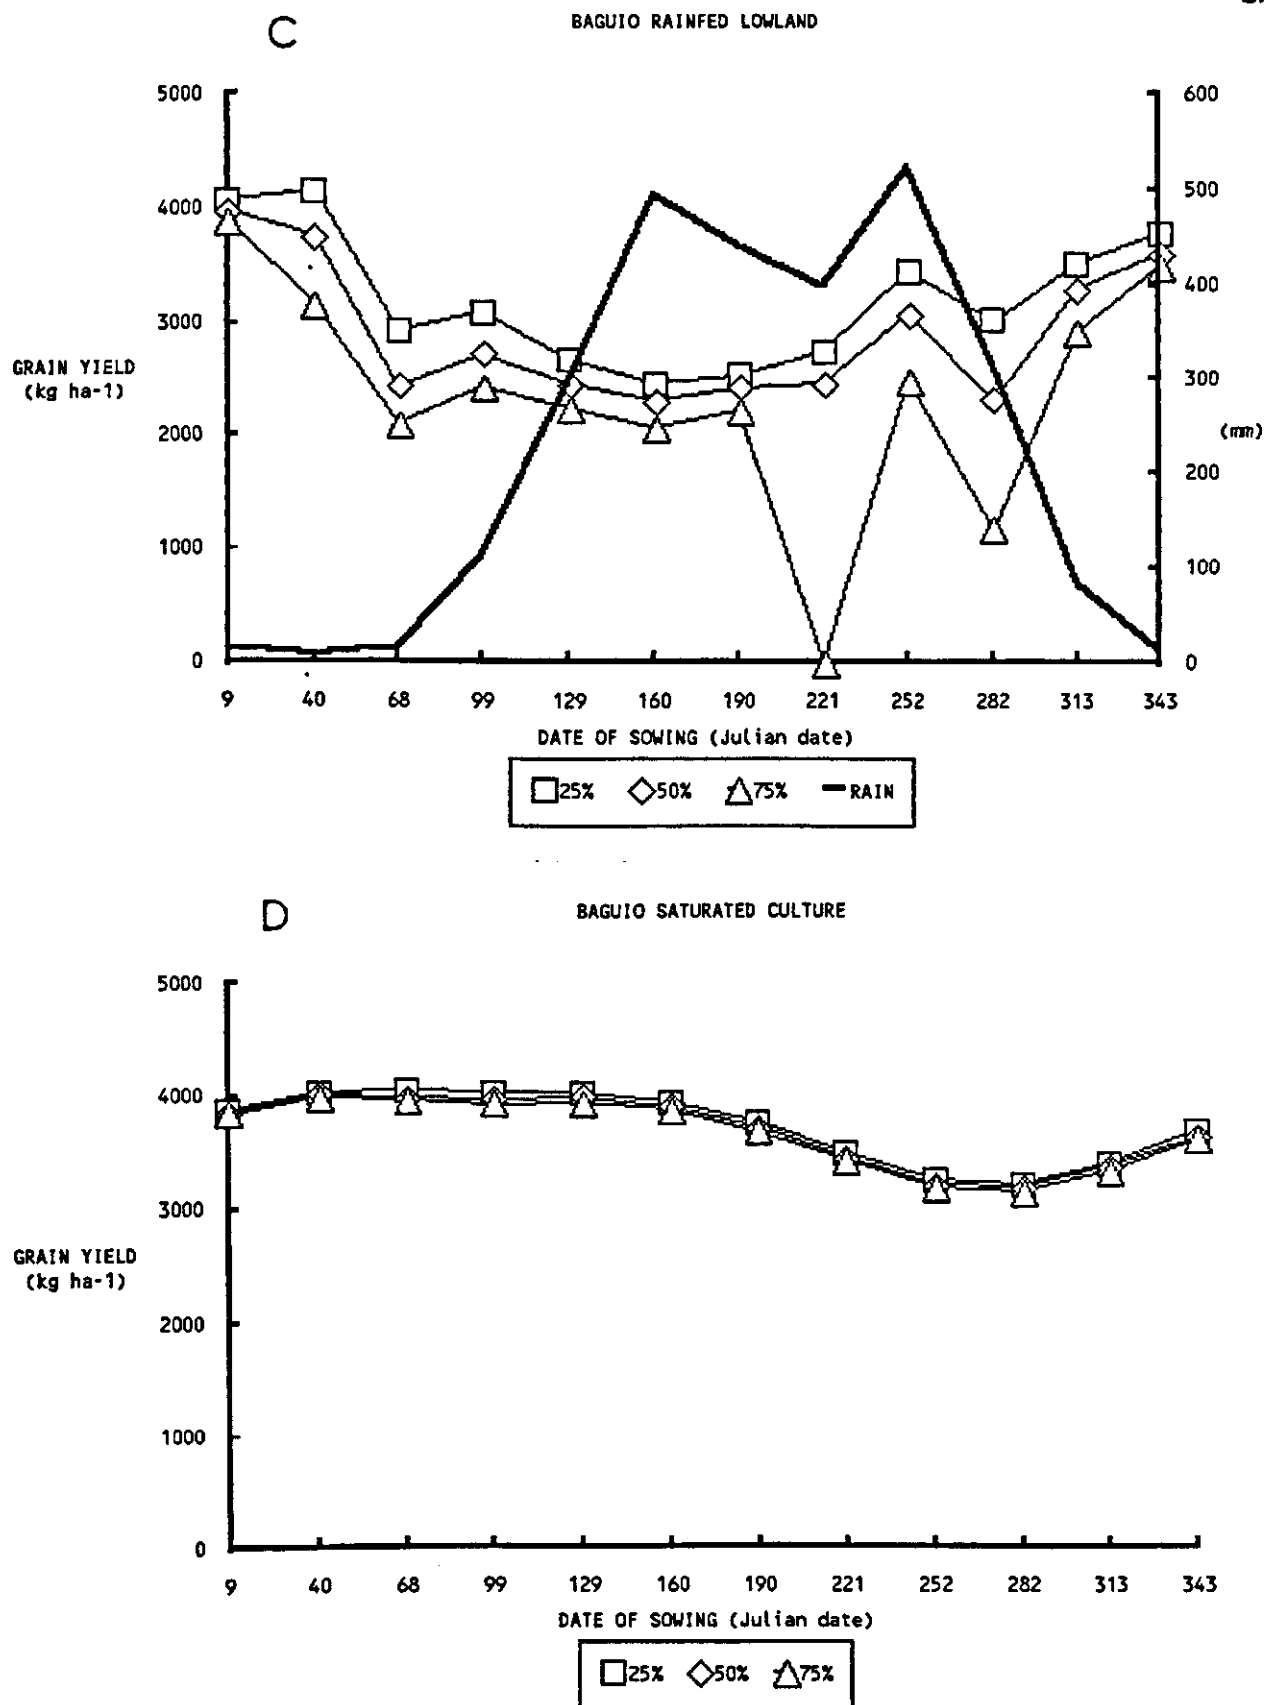 C
BAGUIO RAINFED LOWLAND
5000
600
4000
500
400
3000
GRAIN YIELD
(kg ha-1)
300
2000
(mm)
200
1000
100
0
0
9 40 68 99 129 160 190 221 252 282 313 343
DATE OF SOWING (Julian date)
25% 50% 75% RAIN
D
BAGUIO SATURATED CULTURE
5000
4000
3000
GRAIN YIELD
(kg ha-1)
2000
1000
0
9 40 68 99 129 160 190 221 252 282 313 343
DATE OF SOWING (Julian date)
25% 50% 75%